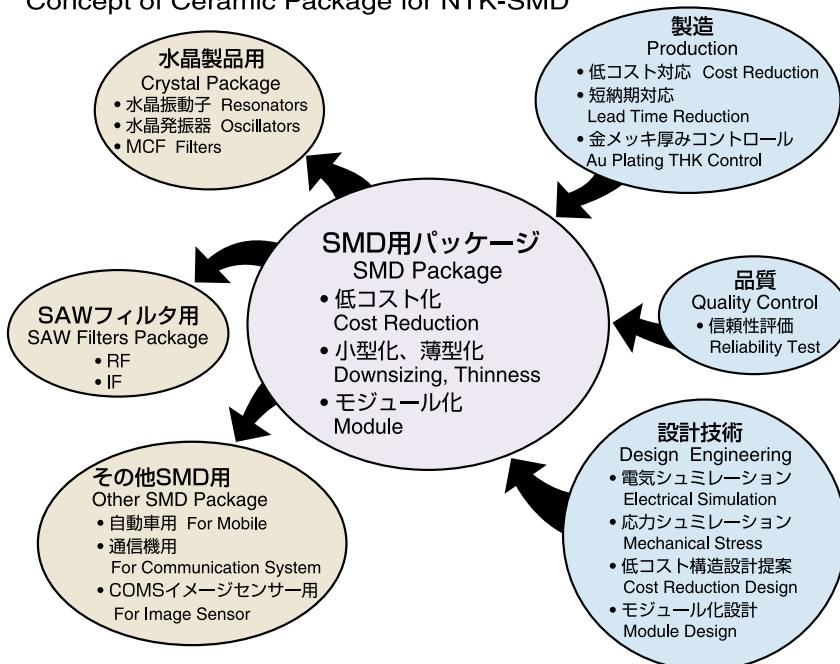 Concept of Ceramic Package for NTK-SMD
水晶製品用
Crystal Package
• 水晶振動子 Resonators
• 水晶発振器 Oscillators
• MCF Filters
製造
Production
• 低コスト対応 Cost Reduction
• 短納期対応
Lead Time Reduction
• 金メッキ厚みコントロール
Au Plating THK Control
SMD用パッケージ
SMD Package
• 低コスト化
Cost Reduction
• 小型化、薄型化
Downsizing, Thinness
• モジュール化
Module
SAWフィルタ用
SAW Filters Package
• RF
• IF
品質
Quality Control
• 信頼性評価
Reliability Test
その他SMD用
Other SMD Package
• 自動車用 For Mobile
• 通信機用
For Communication System
• COMSイメージセンサー用
For Image Sensor
設計技術
Design Engineering
• 電気シュミレーション
Electrical Simulation
• 応力シュミレーション
Mechanical Stress
• 低コスト構造設計提案
Cost Reduction Design
• モジュール化設計
Module Design